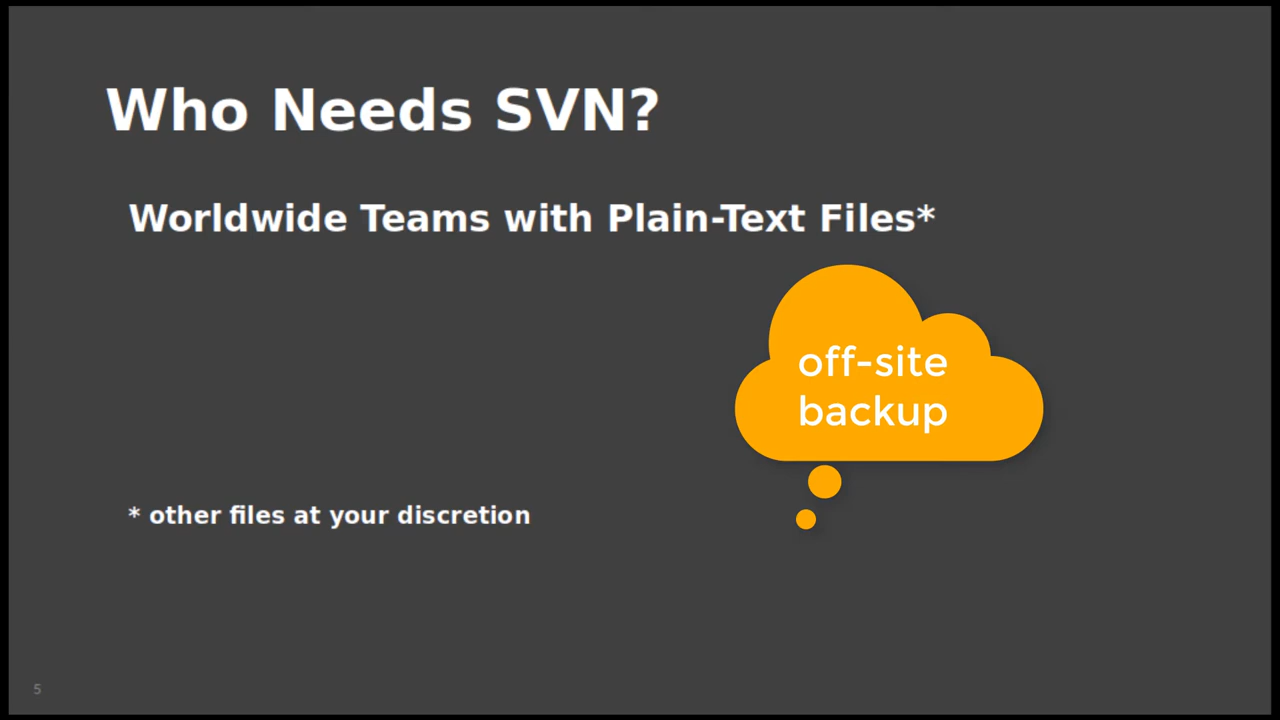 Who Needs SVN?
Worldwide Teams with Plain-Text Files*
off-site
backup
* other files at your discretion
5